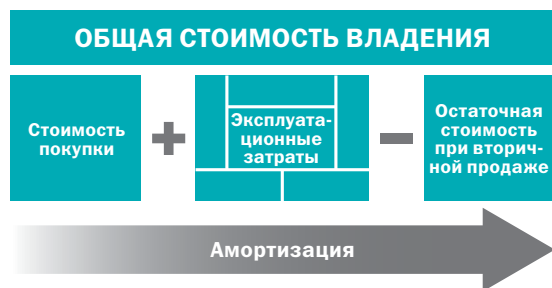 ОБЩАЯ СТОИМОСТЬ ВЛАДЕНИЯ
Стоимость
покупки
+
Эксплуата-
ционные
затраты
−
Остаточная
стоимость
при вторич-
ной продаже
Амортизация